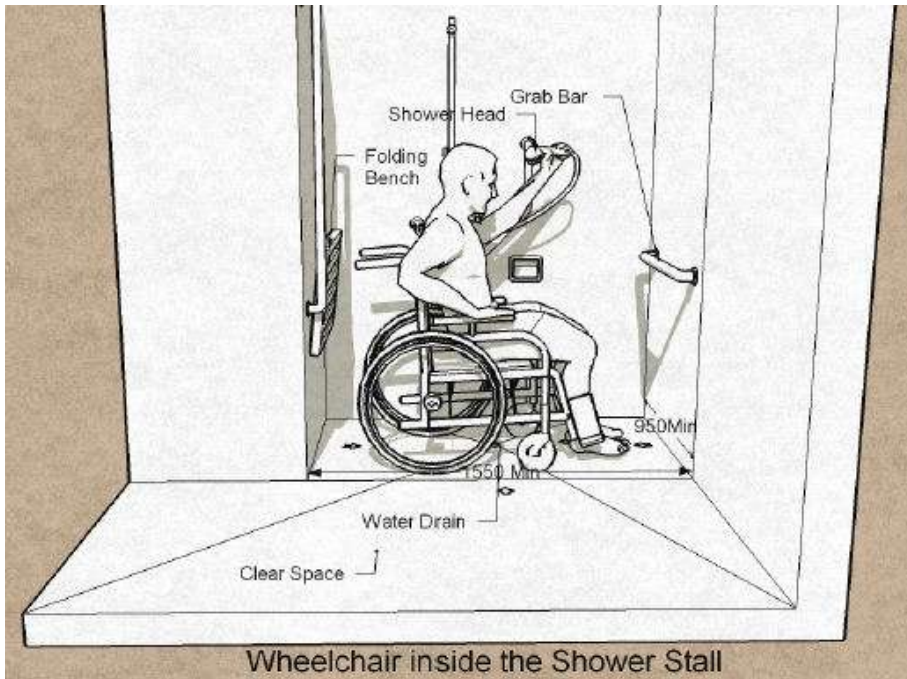 Grab Bar
Shower Head
Folding
Bench
950Min
1550 Min
Water Drain
Clear Space
Wheelchair inside the Shower Stall